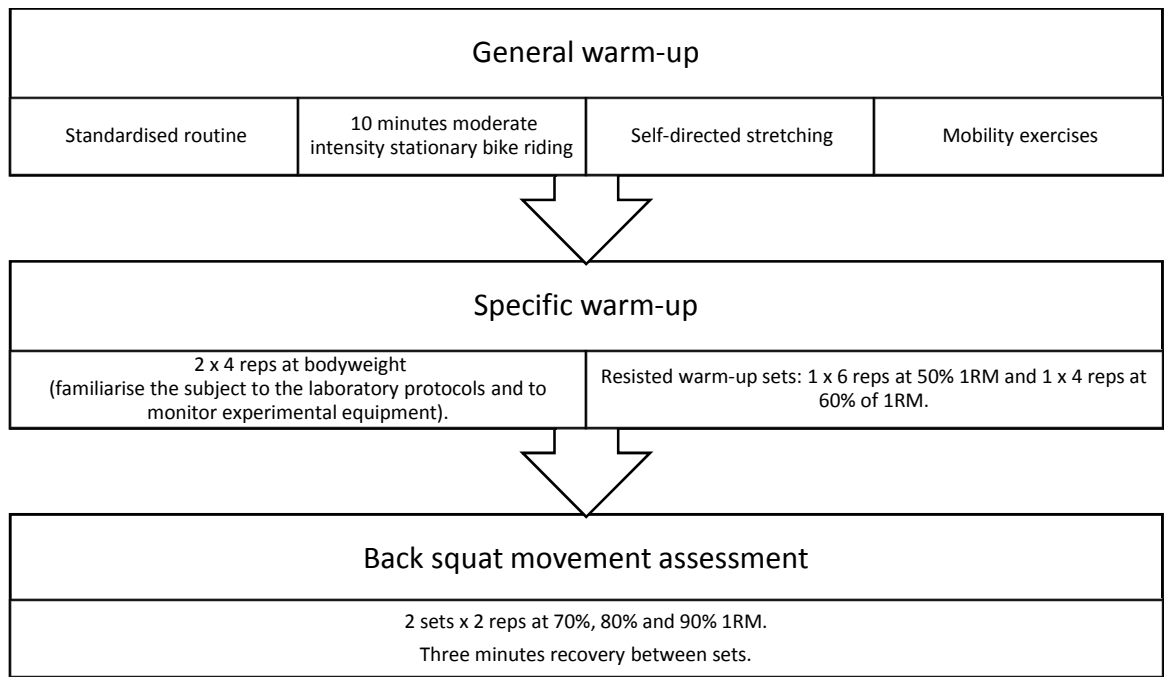 General warm-up
Standardised routine
10 minutes moderate
intensity stationary bike riding
Self-directed stretching
Mobility exercises
Specific warm-up
2 x 4 reps at bodyweight
(familiarise the subject to the laboratory protocols and to
monitor experimental equipment).
Resisted warm-up sets: 1 x 6 reps at 50% 1RM and 1 x 4 reps at
60% of 1RM.
Back squat movement assessment
2 sets x 2 reps at 70%, 80% and 90% 1RM.
Three minutes recovery between sets.